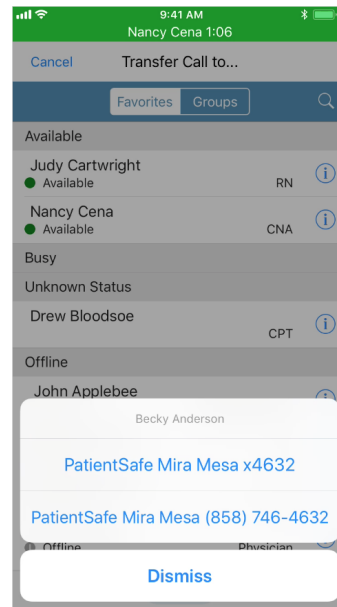 9:41 AM
Nancy Cena 1:06
Cancel Transfer Call to...
Favorites Groups
Available
Judy Cartwright
Available RN
Nancy Cena
Available CNA
Busy
Unknown Status
Drew Bloodsoe
CPT
Offline
John Applebee
Becky Anderson
PatientSafe Mira Mesa x4632
PatientSafe Mira Mesa (858) 746-4632
Offline Physician
Dismiss